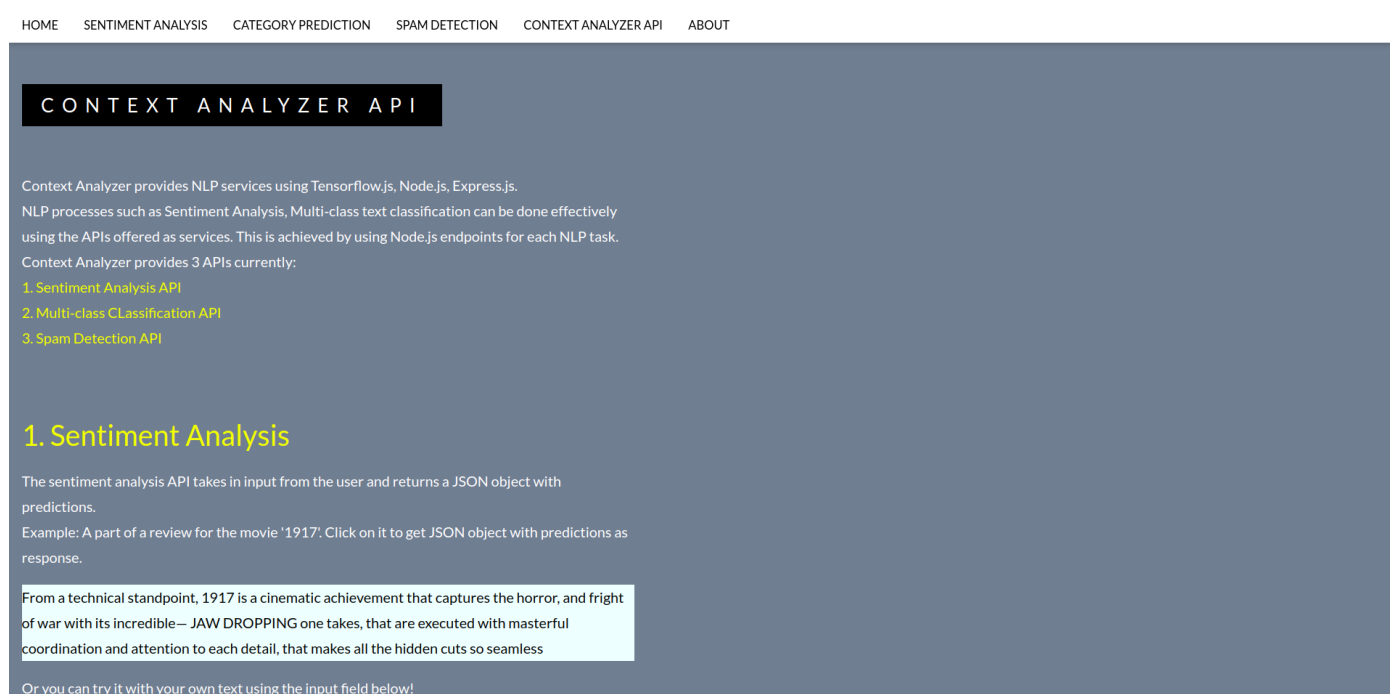 HOME SENTIMENT ANALYSIS CATEGORY PREDICTION SPAM DETECTION CONTEXT ANALYZER API ABOUT
CONTEXT ANALYZER API
Context Analyzer provides NLP services using Tensorflow.js, Node.js, Express.js.
NLP processes such as Sentiment Analysis, Multi-class text classification can be done effectively
using the APIs offered as services. This is achieved by using Node.js endpoints for each NLP task.
Context Analyzer provides 3 APIs currently:
1. Sentiment Analysis API
2. Multi-class CLassification API
3. Spam Detection API
1. Sentiment Analysis
The sentiment analysis API takes in input from the user and returns a JSON object with
predictions.
Example: A part of a review for the movie '1917'. Click on it to get JSON object with predictions as
response.
From a technical standpoint, 1917 is a cinematic achievement that captures the horror, and fright
of war with its incredible— JAW DROPPING one takes, that are executed with masterful
coordination and attention to each detail, that makes all the hidden cuts so seamless
Or you can try it with your own text using the input field below!